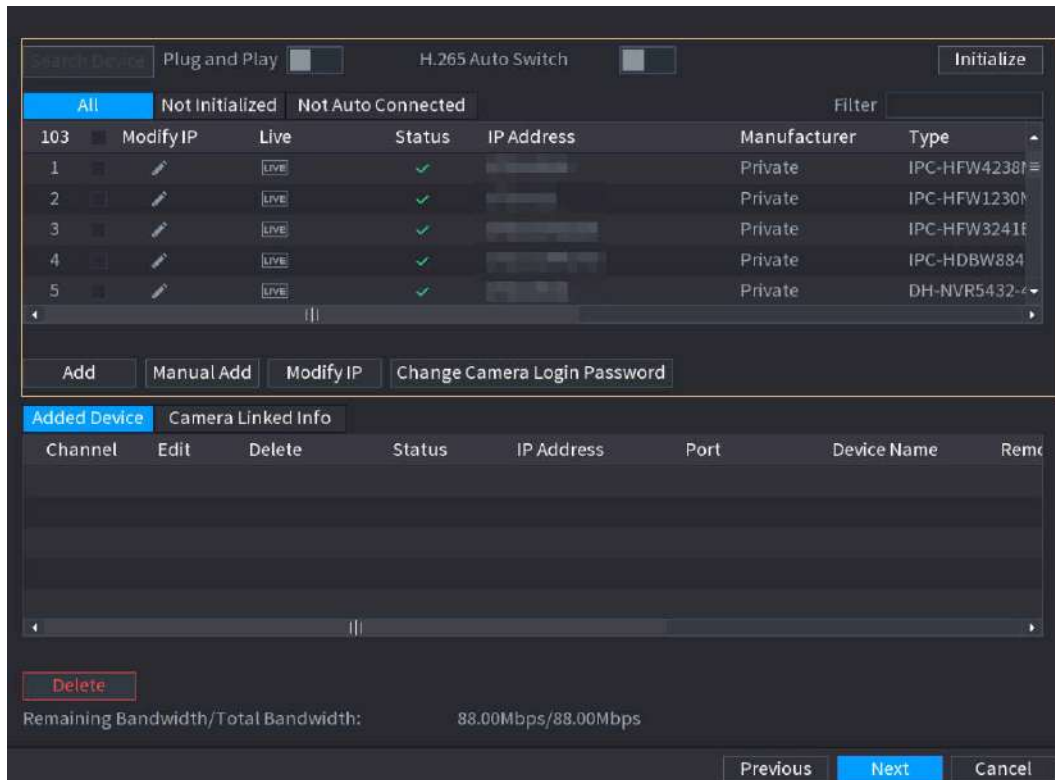 Search Device Plug and Play H.265 Auto Switch Initialize
All Not Initialized Not Auto Connected Filter
103 Modify IP Live Status IP Address Manufacturer Type
1 LIVE Private IPC-HFW4238
2 LIVE Private IPC-HFW1230
3 LIVE Private IPC-HFW3241
4 LIVE Private IPC-HDBW884
5 LIVE Private DH-NVR5432-4
Add Manual Add Modify IP Change Camera Login Password
Added Device Camera Linked Info
Channel Edit Delete Status IP Address Port Device Name Remo
Delete
Remaining Bandwidth/Total Bandwidth: 88.00Mbps/88.00Mbps
Previous Next Cancel